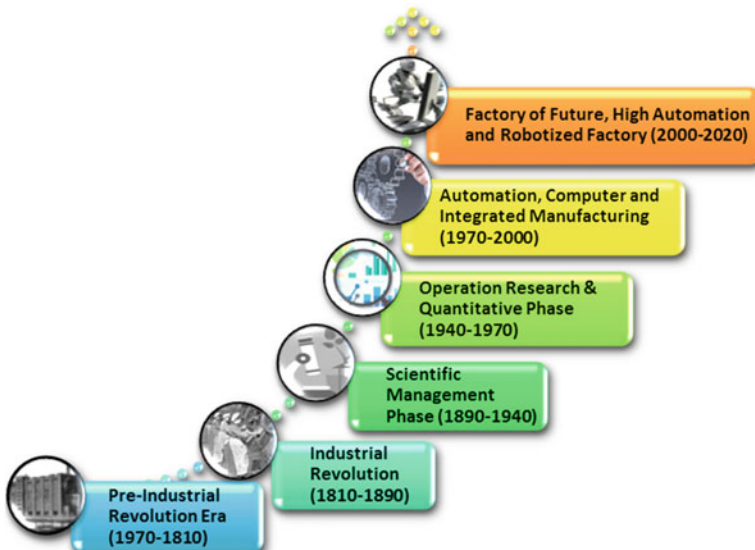 Factory of Future, High Automation
and Robotized Factory (2000-2020)
Automation, Computer and
Integrated Manufacturing
(1970-2000)
Operation Research &
Quantitative Phase
(1940-1970)
Scientific
Management
Phase (1890-1940)
Industrial
Revolution
(1810-1890)
Pre-Industrial
Revolution Era
(1970-1810)